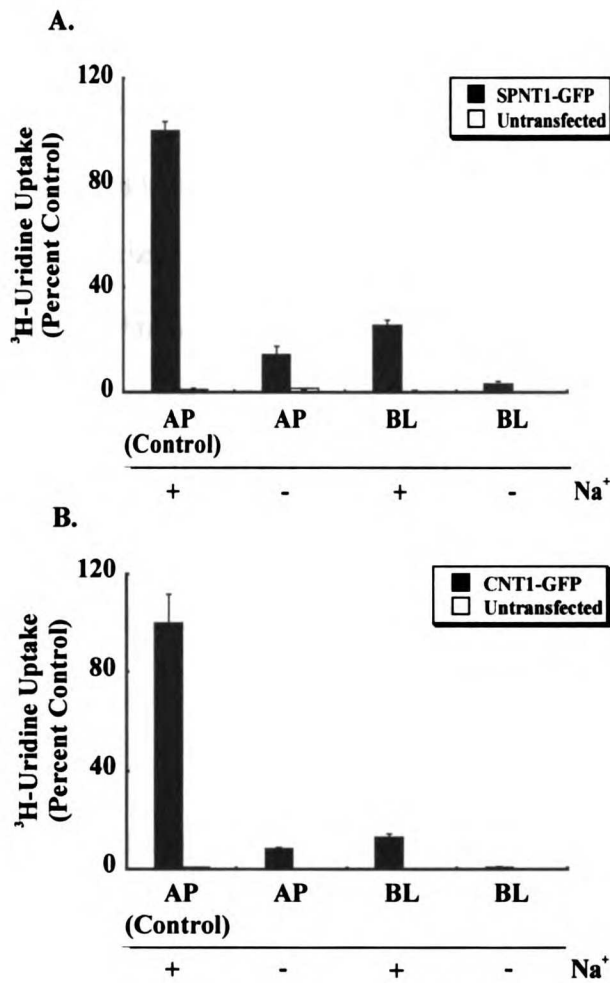 A.
120
80
40
0
³H-Uridine Uptake
(Percent Control)
SPNT1-GFP
Untransfected
AP
(Control)
AP
BL
BL
+
-
+
-
Na⁺
B.
120
80
40
0
³H-Uridine Uptake
(Percent Control)
CNT1-GFP
Untransfected
AP
(Control)
AP
BL
BL
+
-
+
-
Na⁺